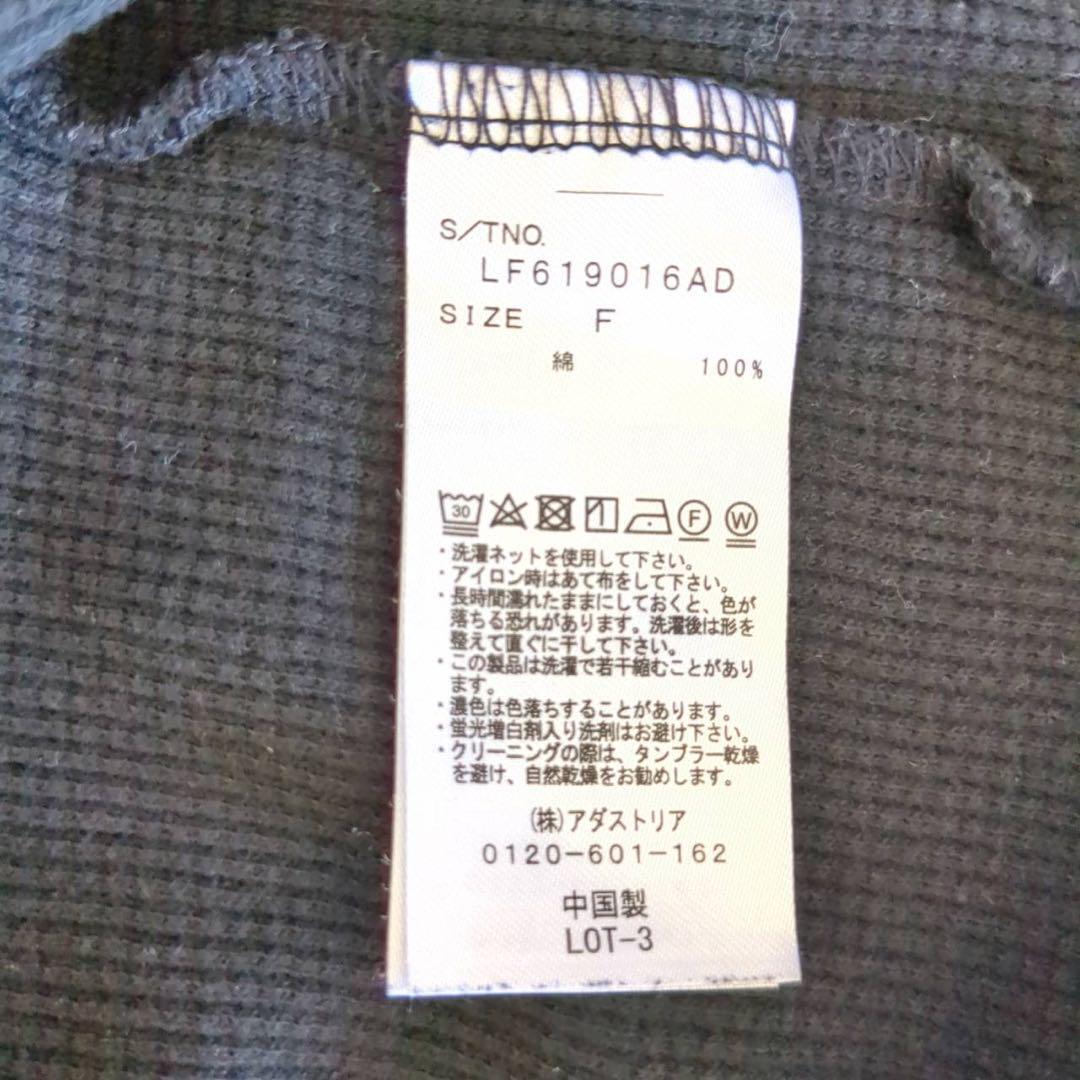 S/TNO.
LF619016AD
SIZE F
綿 100%
30 F W
・洗濯ネットを使用して下さい。
・アイロン時はあて布をして下さい。
・長時間濡れたままにしておくと、色が
落ちる恐れがあります。洗濯後は形を
整えて直ぐに干して下さい。
・この製品は洗濯で若干縮むことがあり
ます。
・濃色は色落ちすることがあります。
・蛍光増白剤入り洗剤はお避け下さい。
・クリーニングの際は、タンブラー乾燥
を避け、自然乾燥をお勧めします。
(株)アダストリア
0120-601-162
中国製
LOT-3